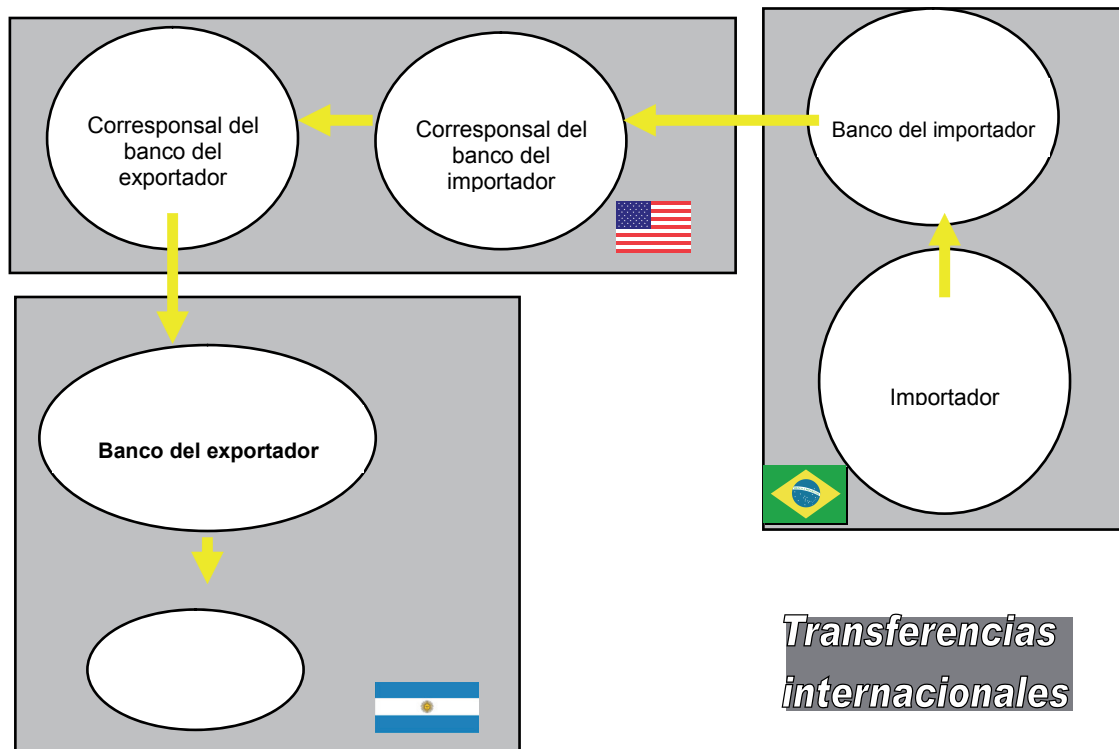 Corresponsal del
banco del
exportador
Corresponsal del
banco del
importador
Banco del importador
Importador
Banco del exportador
Transferencias
internacionales